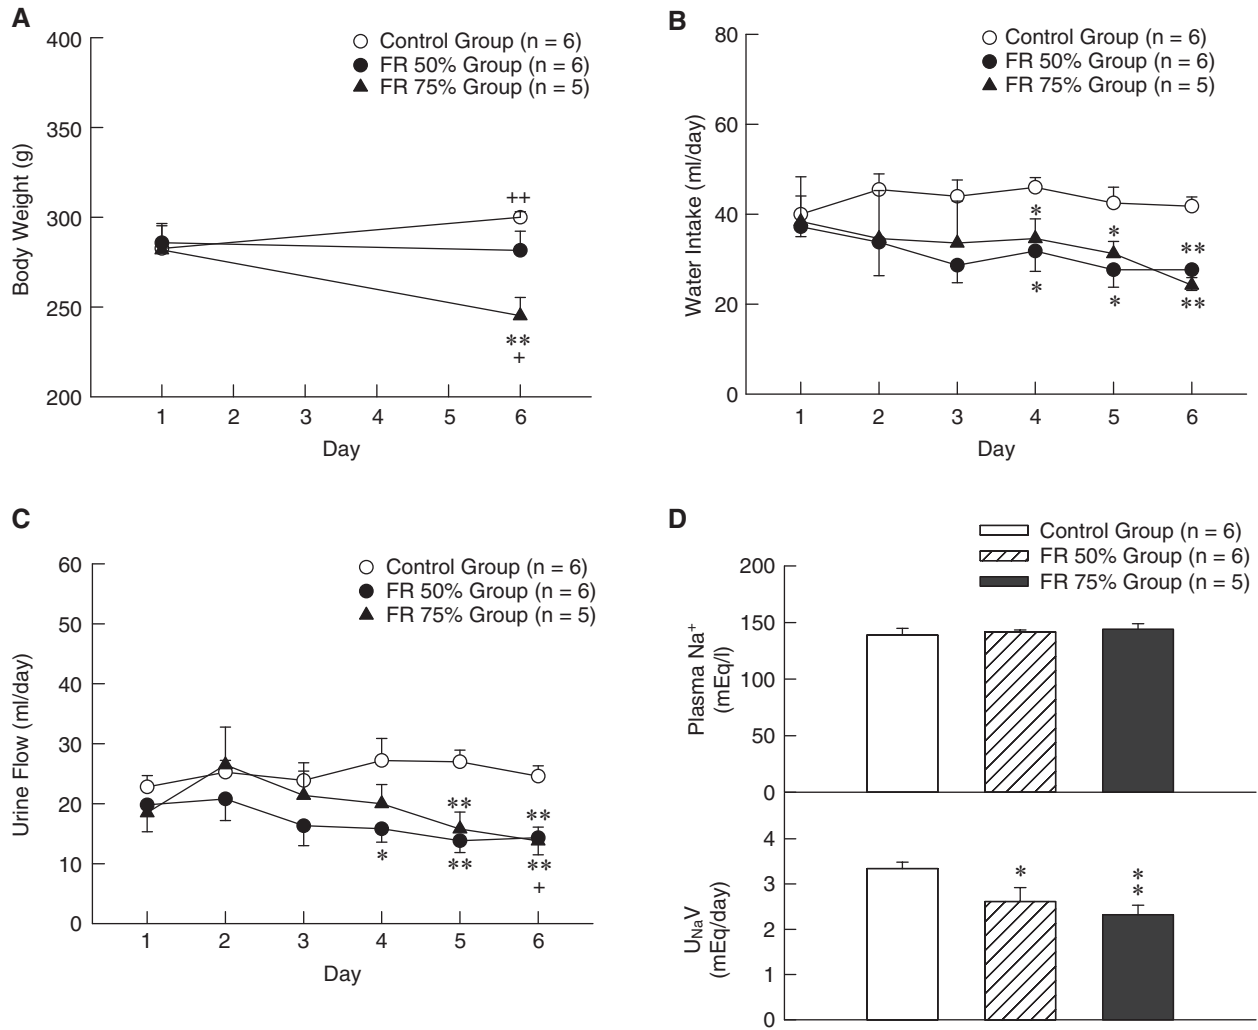 A
Control Group (n = 6)
FR 50% Group (n = 6)
FR 75% Group (n = 5)
Body Weight (g)
400
350
300
250
200
++
**
+
1 2 3 4 5 6
Day
B
Control Group (n = 6)
FR 50% Group (n = 6)
FR 75% Group (n = 5)
Water Intake (ml/day)
80
60
40
20
0
* * **
* * **
1 2 3 4 5 6
Day
C
Control Group (n = 6)
FR 50% Group (n = 6)
FR 75% Group (n = 5)
Urine Flow (ml/day)
60
50
40
30
20
10
0
** **
* ** **
+
1 2 3 4 5 6
Day
D
Control Group (n = 6)
FR 50% Group (n = 6)
FR 75% Group (n = 5)
Plasma Na⁺
(mEq/l)
200
150
100
50
0
U_NaV
(mEq/day)
4
3
2
1
0
*
*
*